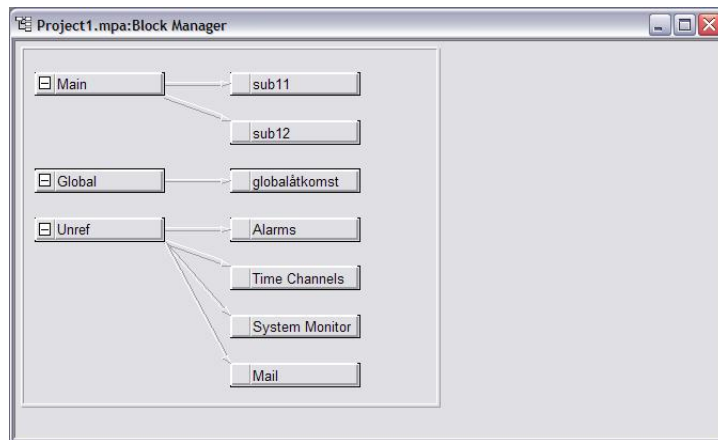 Project1.mpa:Block Manager
Main
sub11
sub12
Global
globalåtkomst
Unref
Alarms
Time Channels
System Monitor
Mail